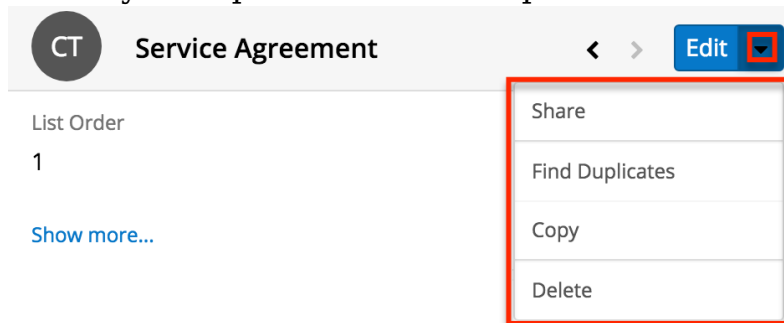 CT Service Agreement Edit
List Order
1
Show more...
Share
Find Duplicates
Copy
Delete